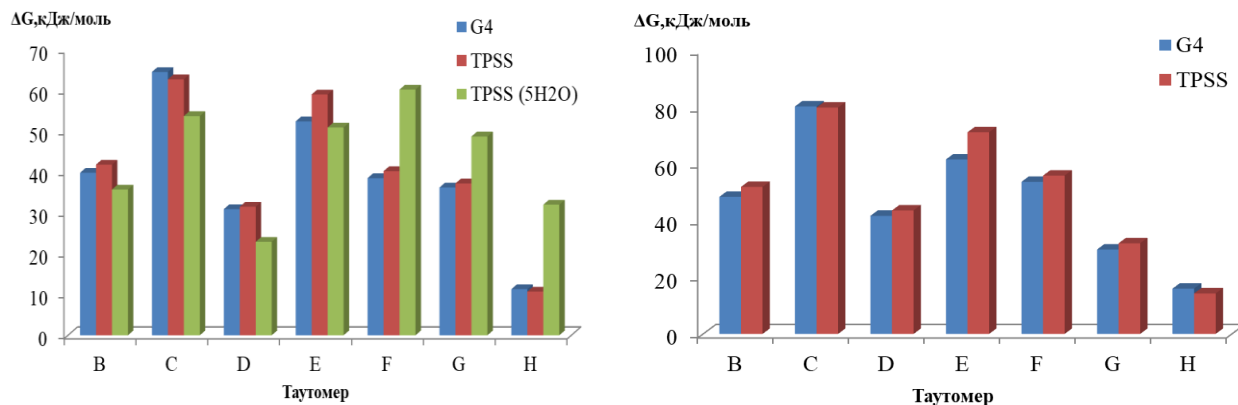 ΔG,кДж/моль
G4
TPSS
TPSS (5H2O)
70
60
50
40
30
20
10
0
B C D E F G H
Таутомер
ΔG,кДж/моль
G4
TPSS
100
80
60
40
20
0
B C D E F G H
Таутомер